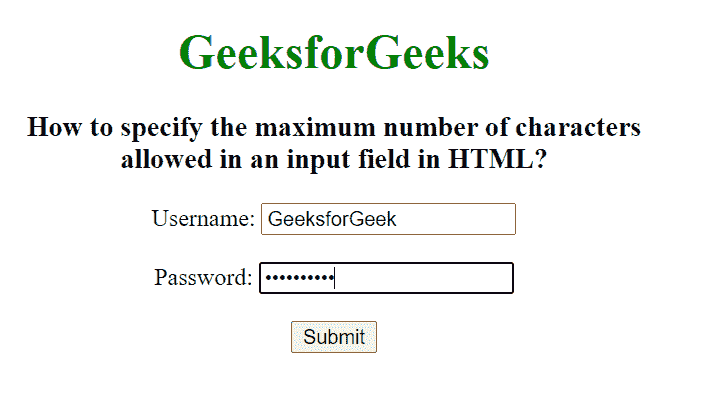 GeeksforGeeks
How to specify the maximum number of characters
allowed in an input field in HTML?
Username: GeeksforGeek
Password: ••••••••••
Submit